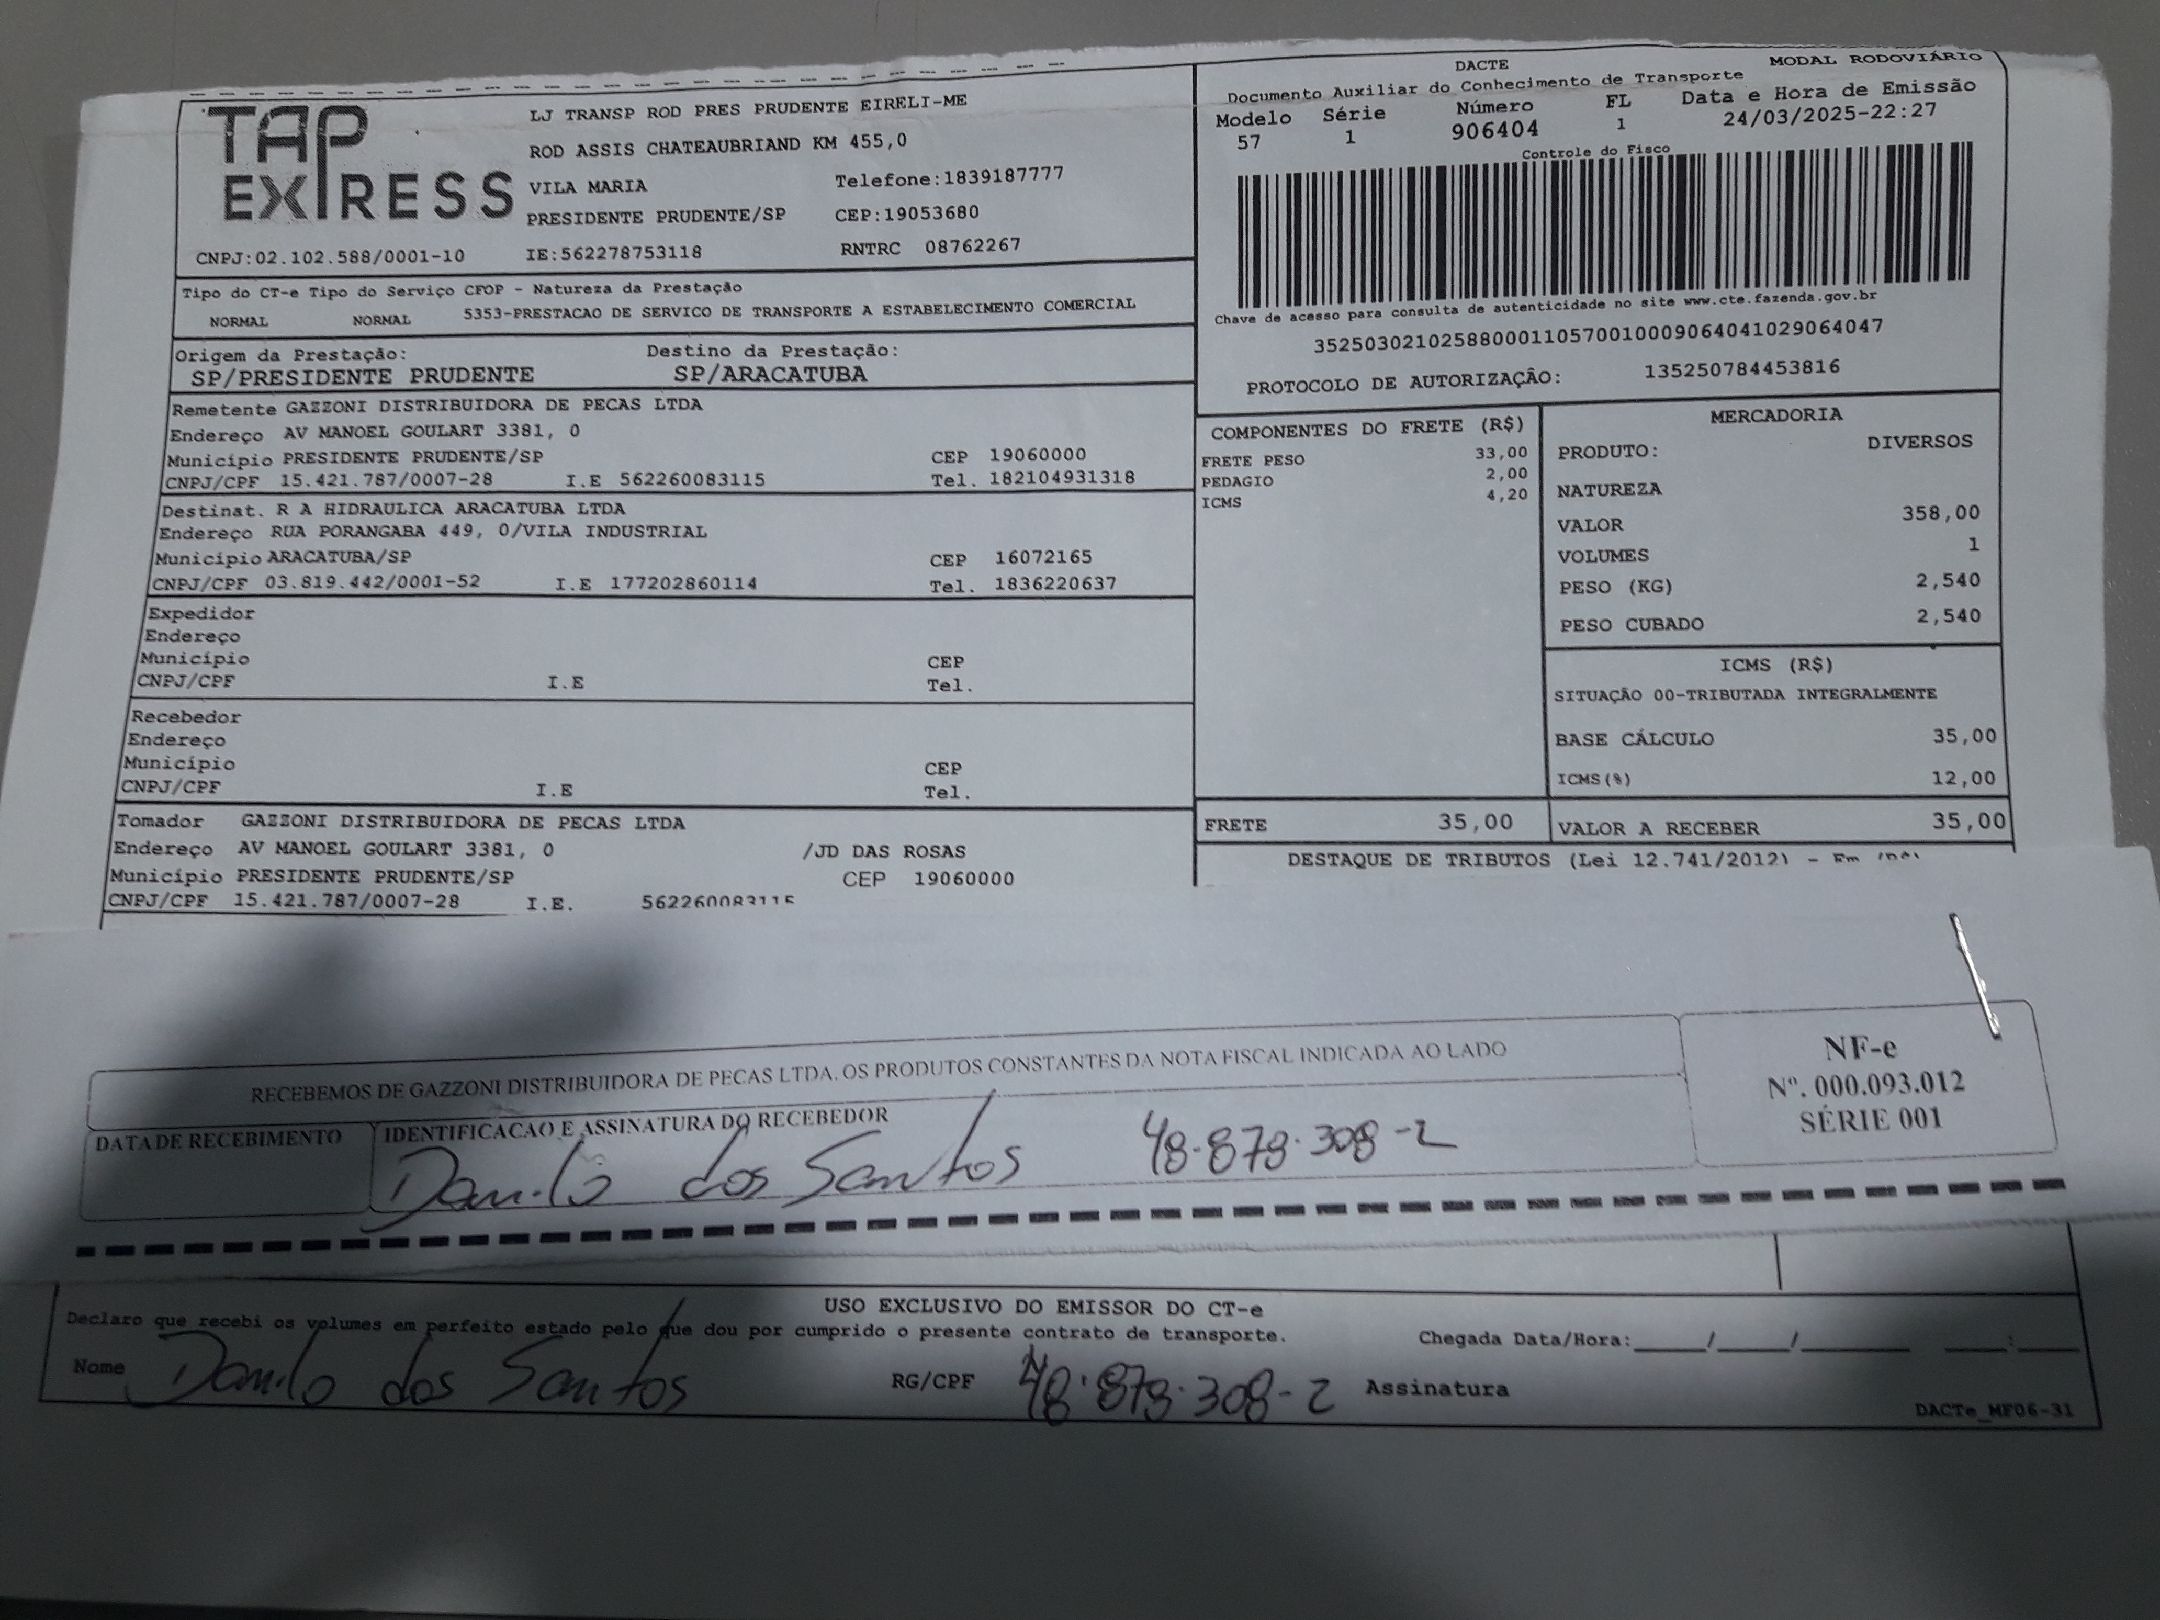 TAP EXPRESS
LJ TRANSP ROD PRES PRUDENTE EIRELI-ME
ROD ASSIS CHATEAUBRIAND KM 455,0
VILA MARIA Telefone:1839187777
PRESIDENTE PRUDENTE/SP CEP:19053680
CNPJ:02.102.588/0001-10 IE:562278753118 RNTRC 08762267
DACTE MODAL RODOVIÁRIO
Documento Auxiliar do Conhecimento de Transporte
Modelo Série Número FL Data e Hora de Emissão
57 1 906404 1 24/03/2025-22:27
Controle do Fisco
Chave de acesso para consulta de autenticidade no site www.cte.fazenda.gov.br
35250302102588000110570010009064041029064047
PROTOCOLO DE AUTORIZAÇÃO: 135250784453816
Tipo do CT-e Tipo do Serviço CFOP - Natureza da Prestação
NORMAL NORMAL 5353-PRESTACAO DE SERVICO DE TRANSPORTE A ESTABELECIMENTO COMERCIAL
Origem da Prestação: Destino da Prestação:
SP/PRESIDENTE PRUDENTE SP/ARACATUBA
Remetente GAZZONI DISTRIBUIDORA DE PECAS LTDA
Endereço AV MANOEL GOULART 3381, 0
Município PRESIDENTE PRUDENTE/SP CEP 19060000
CNPJ/CPF 15.421.787/0007-28 I.E 562260083115 Tel. 182104931318
Destinat. R A HIDRAULICA ARACATUBA LTDA
Endereço RUA PORANGABA 449, 0/VILA INDUSTRIAL
Município ARACATUBA/SP CEP 16072165
CNPJ/CPF 03.819.442/0001-52 I.E 177202860114 Tel. 1836220637
Expedidor
Endereço
Município CEP
CNPJ/CPF I.E Tel.
Recebedor
Endereço
Município CEP
CNPJ/CPF I.E Tel.
Tomador GAZZONI DISTRIBUIDORA DE PECAS LTDA
Endereço AV MANOEL GOULART 3381, 0 /JD DAS ROSAS
Município PRESIDENTE PRUDENTE/SP CEP 19060000
CNPJ/CPF 15.421.787/0007-28 I.E. 562260083115
COMPONENTES DO FRETE (R$)
FRETE PESO 33,00
PEDAGIO 2,00
ICMS 4,20
FRETE 35,00
MERCADORIA
PRODUTO: DIVERSOS
NATUREZA
VALOR 358,00
VOLUMES 1
PESO (KG) 2,540
PESO CUBADO 2,540
ICMS (R$)
SITUAÇÃO 00-TRIBUTADA INTEGRALMENTE
BASE CÁLCULO 35,00
ICMS(%) 12,00
VALOR A RECEBER 35,00
DESTAQUE DE TRIBUTOS (Lei 12.741/2012) -
RECEBEMOS DE GAZZONI DISTRIBUIDORA DE PECAS LTDA. OS PRODUTOS CONSTANTES DA NOTA FISCAL INDICADA AO LADO
DATA DE RECEBIMENTO IDENTIFICACAO E ASSINATURA DO RECEBEDOR
Danilo dos Santos 48.878.308-2
NF-e
Nº. 000.093.012
SÉRIE 001
USO EXCLUSIVO DO EMISSOR DO CT-e
Declaro que recebi os volumes em perfeito estado pelo que dou por cumprido o presente contrato de transporte. Chegada Data/Hora:____/____/______ ____:____
Nome Danilo dos Santos RG/CPF 48.878.308-2 Assinatura
DACTe_MF06-31